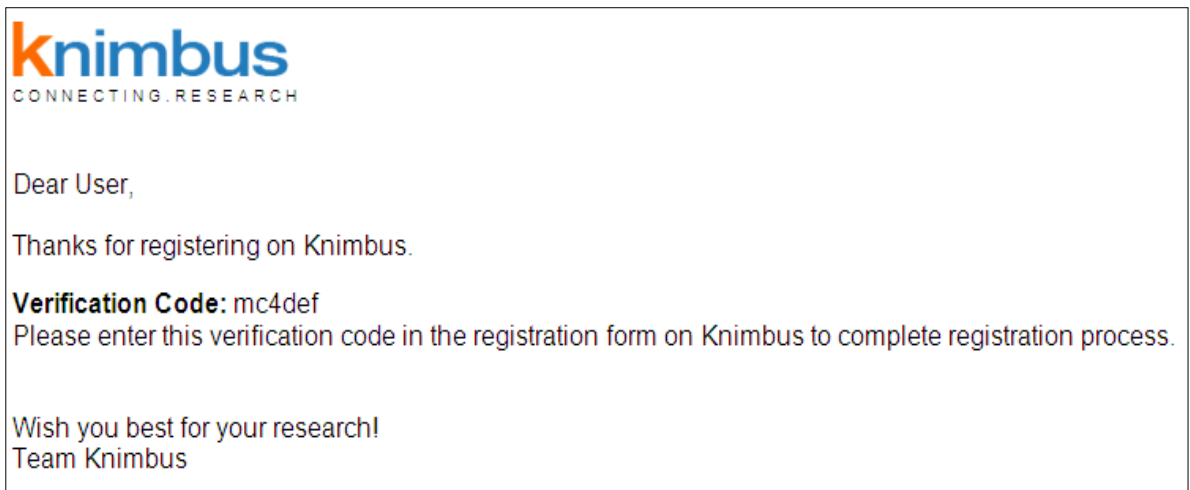 knimbus
CONNECTING.RESEARCH
Dear User,
Thanks for registering on Knimbus.
Verification Code: mc4def
Please enter this verification code in the registration form on Knimbus to complete registration process.
Wish you best for your research!
Team Knimbus